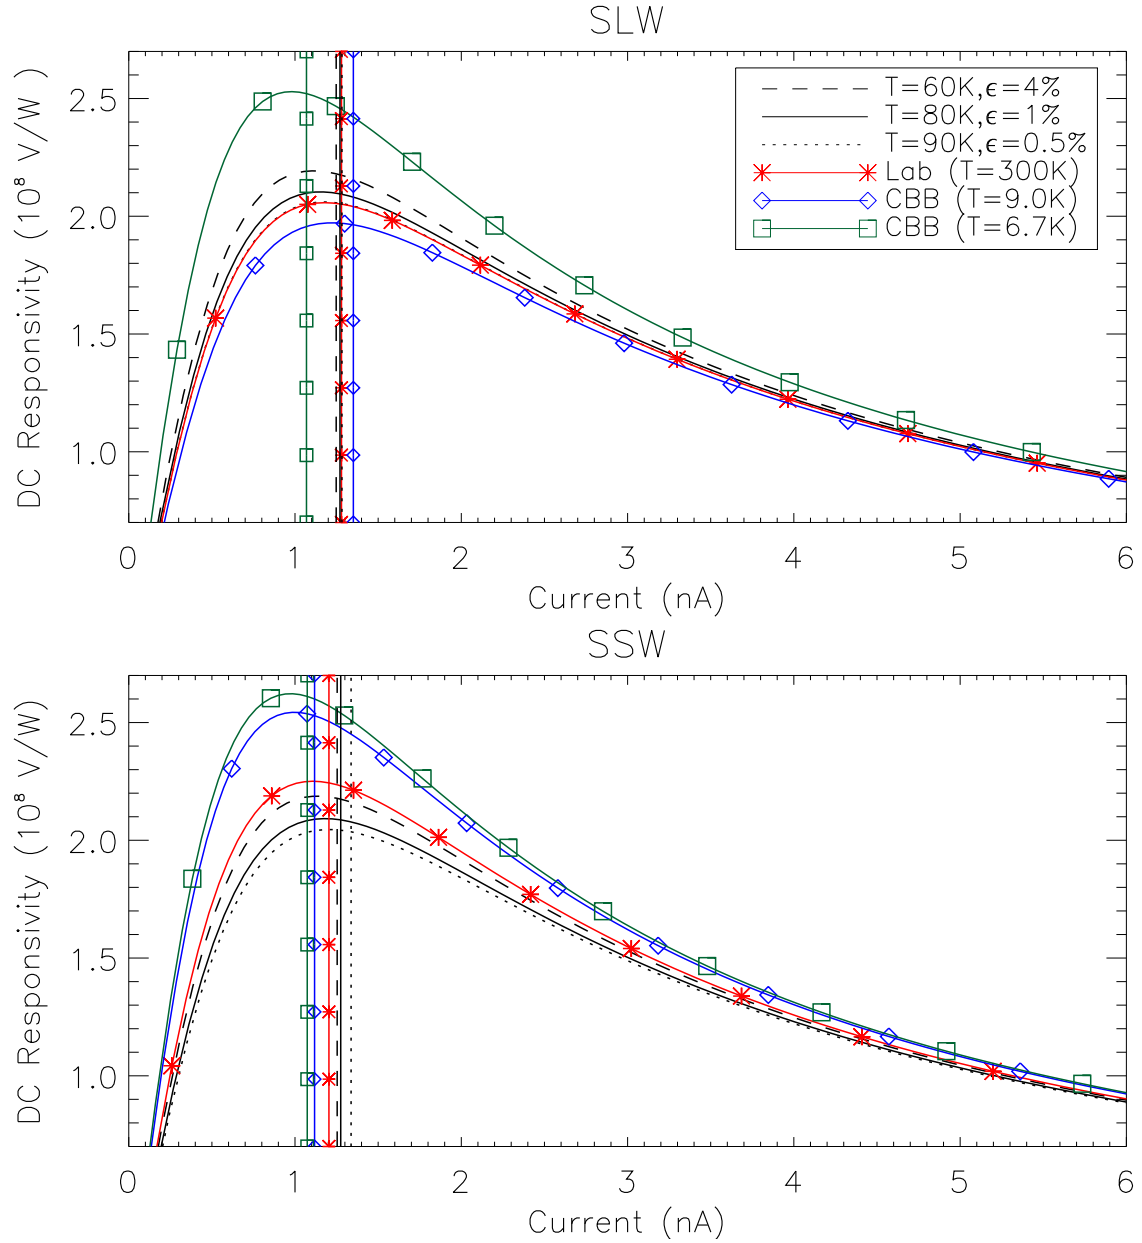 SLW
DC Responsivity (10⁸ V/W)
2.5
2.0
1.5
1.0
T=60K,ϵ=4%
T=80K,ϵ=1%
T=90K,ϵ=0.5%
Lab (T=300K)
CBB (T=9.0K)
CBB (T=6.7K)
0 1 2 3 4 5 6
Current (nA)
SSW
DC Responsivity (10⁸ V/W)
2.5
2.0
1.5
1.0
0 1 2 3 4 5 6
Current (nA)